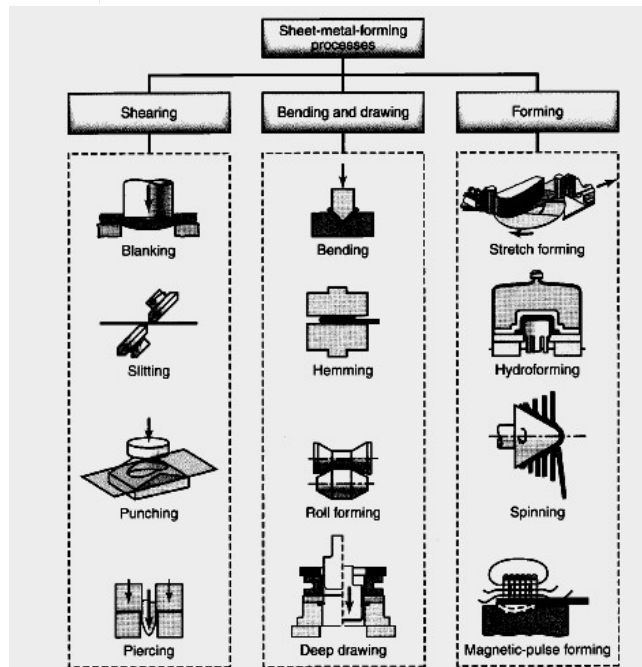 Sheet-metal-forming
processes
Shearing
Bending and drawing
Forming
Blanking
Slitting
Punching
Piercing
Bending
Hemming
Roll forming
Deep drawing
Stretch forming
Hydroforming
Spinning
Magnetic-pulse forming